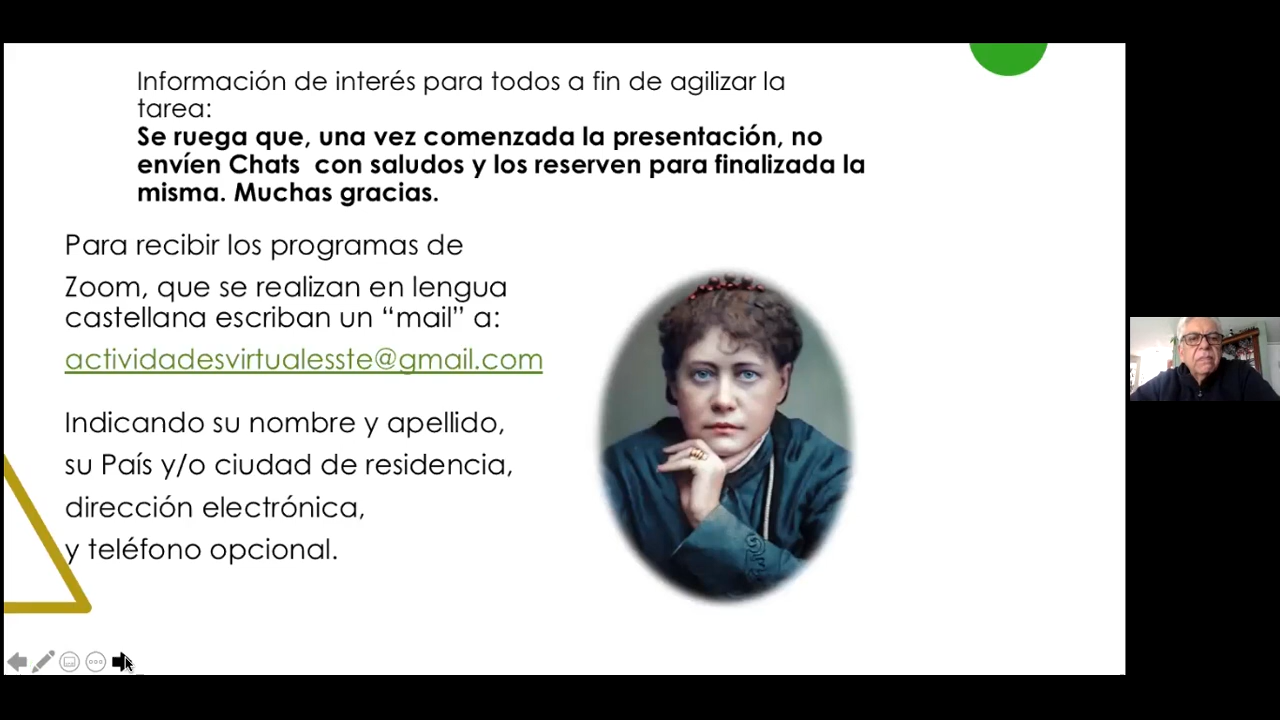 Información de interés para todos a fin de agilizar la
tarea:
Se ruega que, una vez comenzada la presentación, no
envíen Chats con saludos y los reserven para finalizada la
misma. Muchas gracias.
Para recibir los programas de
Zoom, que se realizan en lengua
castellana escriban un “mail” a:
actividadesvirtualesste@gmail.com
Indicando su nombre y apellido,
su País y/o ciudad de residencia,
dirección electrónica,
y teléfono opcional.